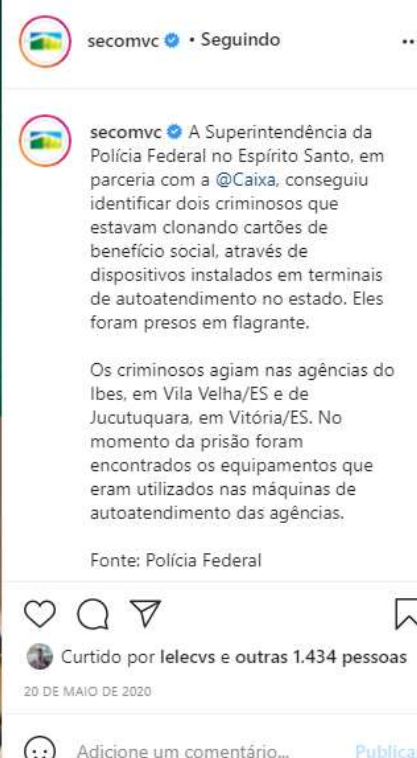 secomvc • Seguindo
secomvc A Superintendência da
Polícia Federal no Espírito Santo, em
parceria com a @Caixa, conseguiu
identificar dois criminosos que
estavam clonando cartões de
benefício social, através de
dispositivos instalados em terminais
de autoatendimento no estado. Eles
foram presos em flagrante.
Os criminosos agiam nas agências do
Ibes, em Vila Velha/ES e de
Jucutuquara, em Vitória/ES. No
momento da prisão foram
encontrados os equipamentos que
eram utilizados nas máquinas de
autoatendimento das agências.
Fonte: Polícia Federal
Curtido por lelecvs e outras 1.434 pessoas
20 DE MAIO DE 2020
Adicione um comentário...
Publica